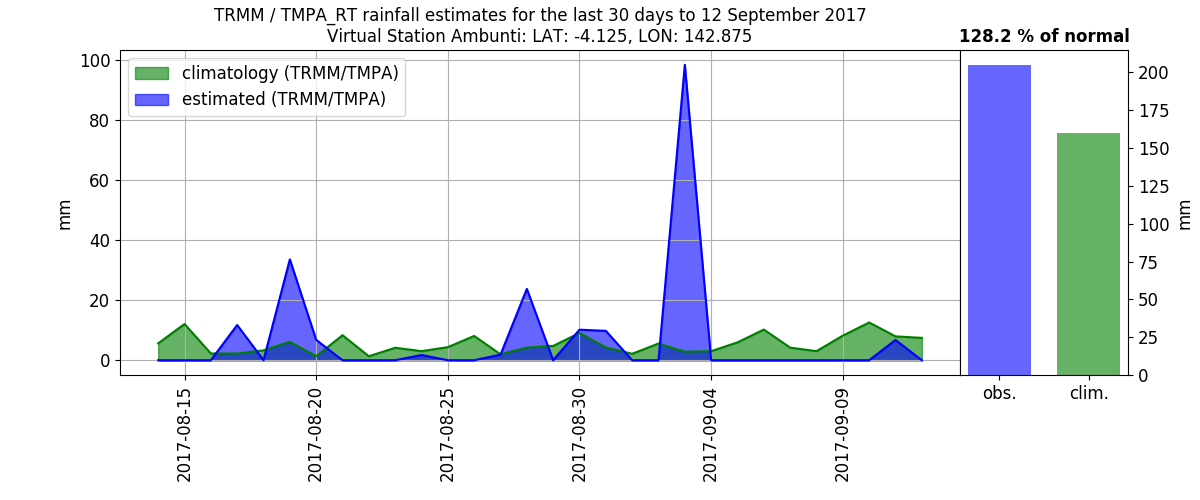 TRMM / TMPA_RT rainfall estimates for the last 30 days to 12 September 2017
Virtual Station Ambunti: LAT: -4.125, LON: 142.875
128.2 % of normal
climatology (TRMM/TMPA)
estimated (TRMM/TMPA)
mm
100
80
60
40
20
0
2017-08-15
2017-08-20
2017-08-25
2017-08-30
2017-09-04
2017-09-09
200
175
150
125
100
75
50
25
0
mm
obs.
clim.